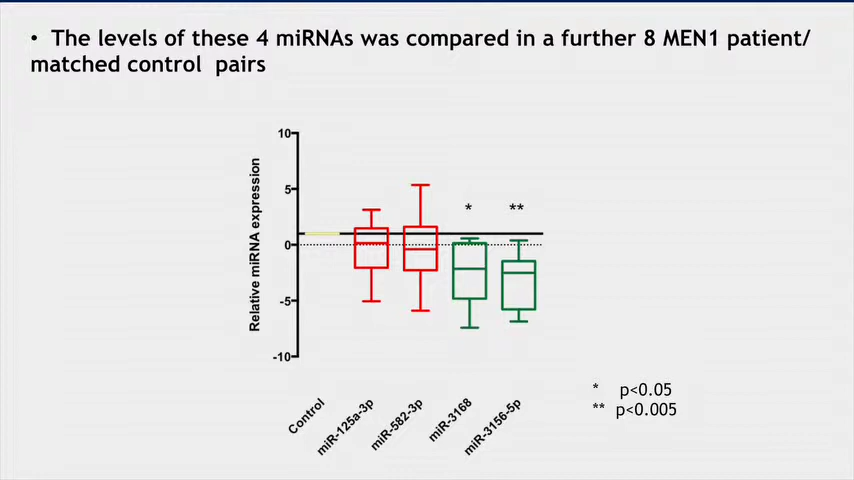 • The levels of these 4 miRNAs was compared in a further 8 MEN1 patient/
matched control pairs
Relative miRNA expression
10
5
0
-5
-10
* **
Control
miR-125a-3p
miR-582-3p
miR-3168
miR-3156-5p
* p<0.05
** p<0.005